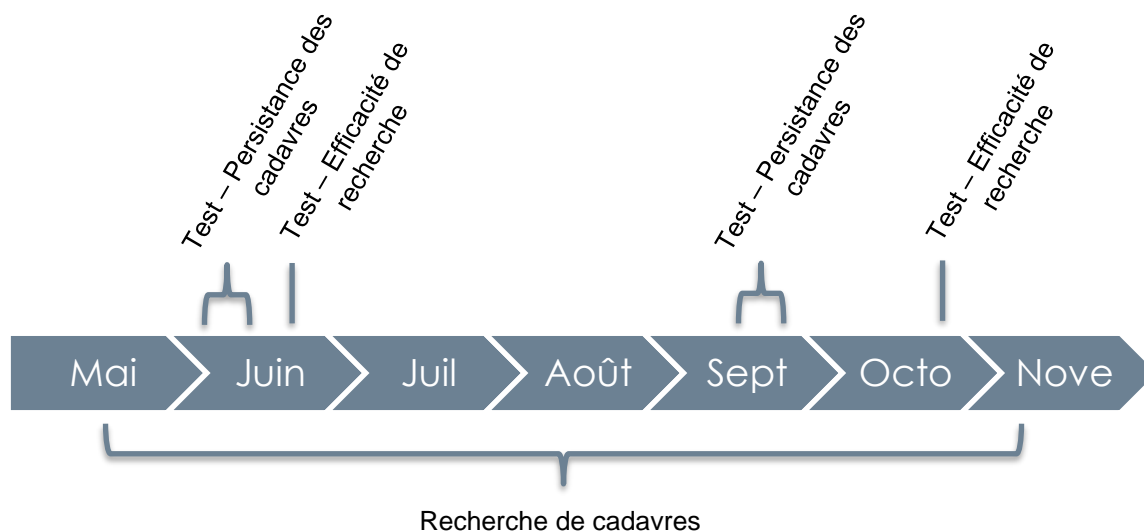 Test – Persistance des
cadavres
Test – Efficacité de
recherche
Test – Persistance des
cadavres
Test – Efficacité de
recherche
Mai
Juin
Juil
Août
Sept
Octo
Nove
Recherche de cadavres